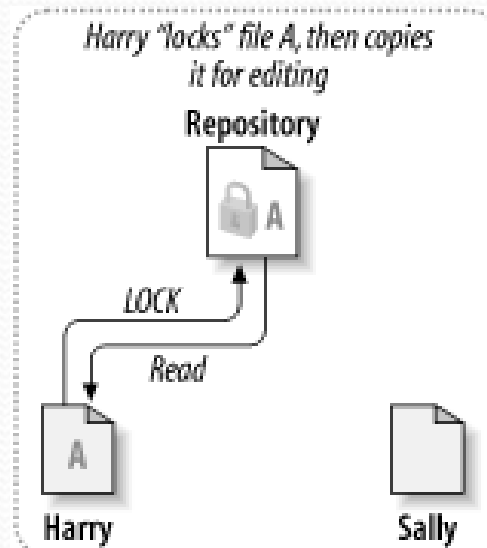 Harry “locks” file A, then copies
it for editing
Repository
A
LOCK
Read
A
Harry
Sally